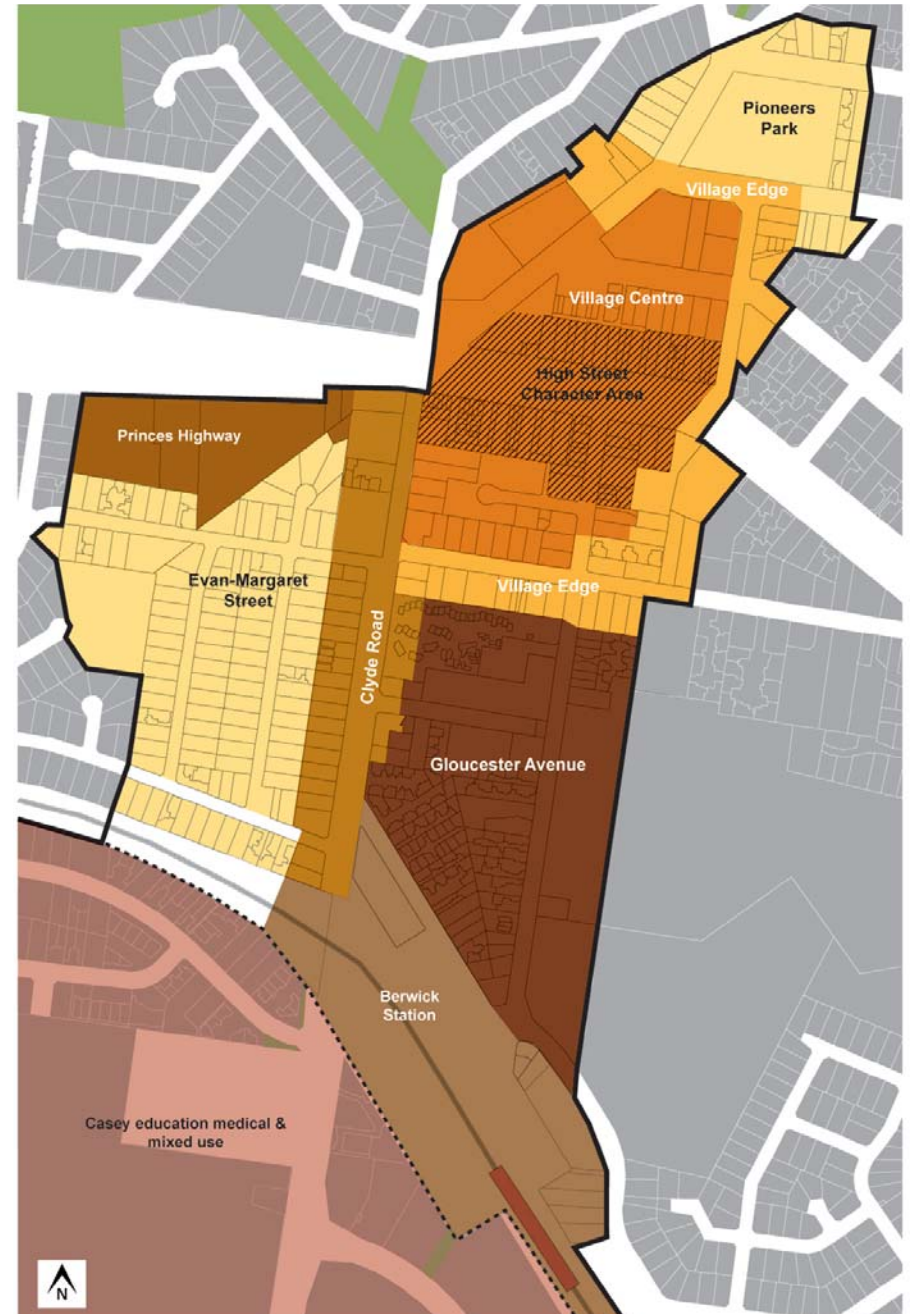 Pioneers
Park
Village Edge
Village Centre
High Street
Character Area
Princes Highway
Evan-Margaret
Street
Village Edge
Clyde Road
Gloucester Avenue
Berwick
Station
Casey education medical &
mixed use
N